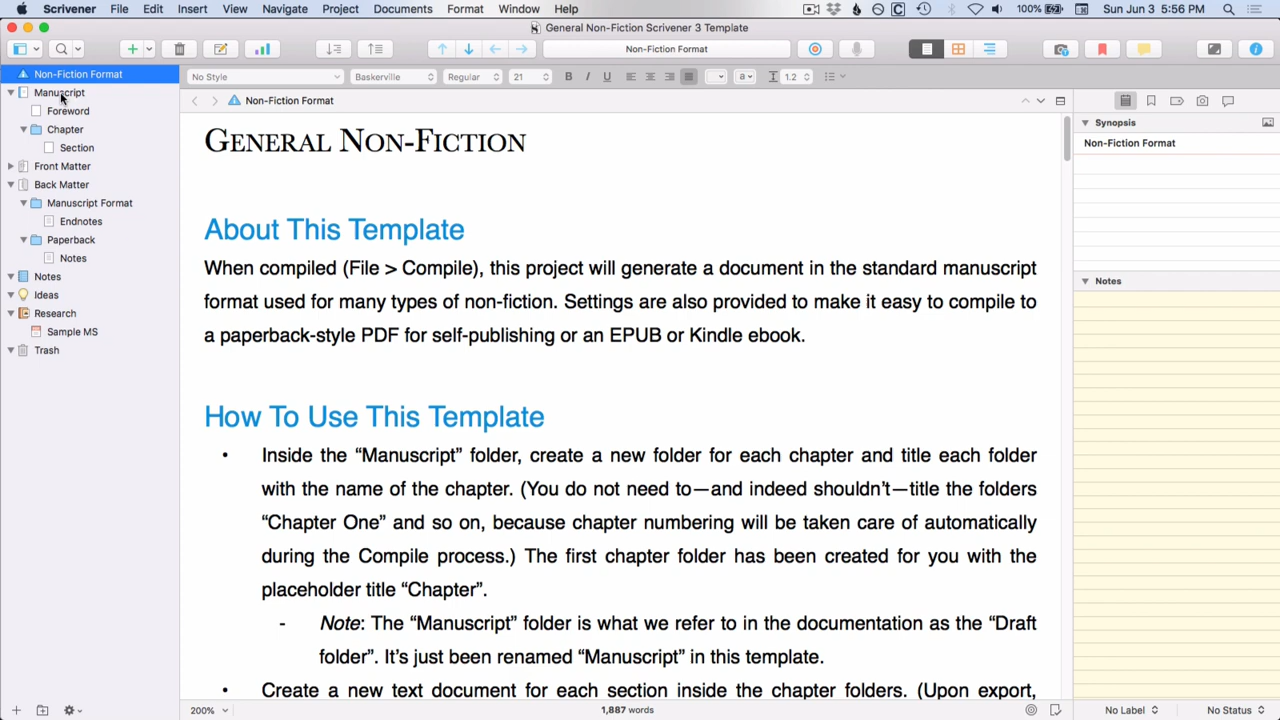 Scrivener File Edit Insert View Navigate Project Documents Format Window Help 100% Sun Jun 3 5:56 PM
General Non-Fiction Scrivener 3 Template
Non-Fiction Format
No Style Baskerville Regular 21 B I U a 1.2
Non-Fiction Format
Manuscript
Foreword
Chapter
Section
Front Matter
Back Matter
Manuscript Format
Endnotes
Paperback
Notes
Notes
Ideas
Research
Sample MS
Trash
Non-Fiction Format
General Non-Fiction
About This Template
When compiled (File > Compile), this project will generate a document in the standard manuscript
format used for many types of non-fiction. Settings are also provided to make it easy to compile to
a paperback-style PDF for self-publishing or an EPUB or Kindle ebook.
How To Use This Template
• Inside the “Manuscript” folder, create a new folder for each chapter and title each folder
with the name of the chapter. (You do not need to—and indeed shouldn’t—title the folders
“Chapter One” and so on, because chapter numbering will be taken care of automatically
during the Compile process.) The first chapter folder has been created for you with the
placeholder title “Chapter”.
- Note: The “Manuscript” folder is what we refer to in the documentation as the “Draft
folder”. It’s just been renamed “Manuscript” in this template.
• Create a new text document for each section inside the chapter folders. (Upon export,
Synopsis
Non-Fiction Format
Notes
200% 1,887 words No Label No Status